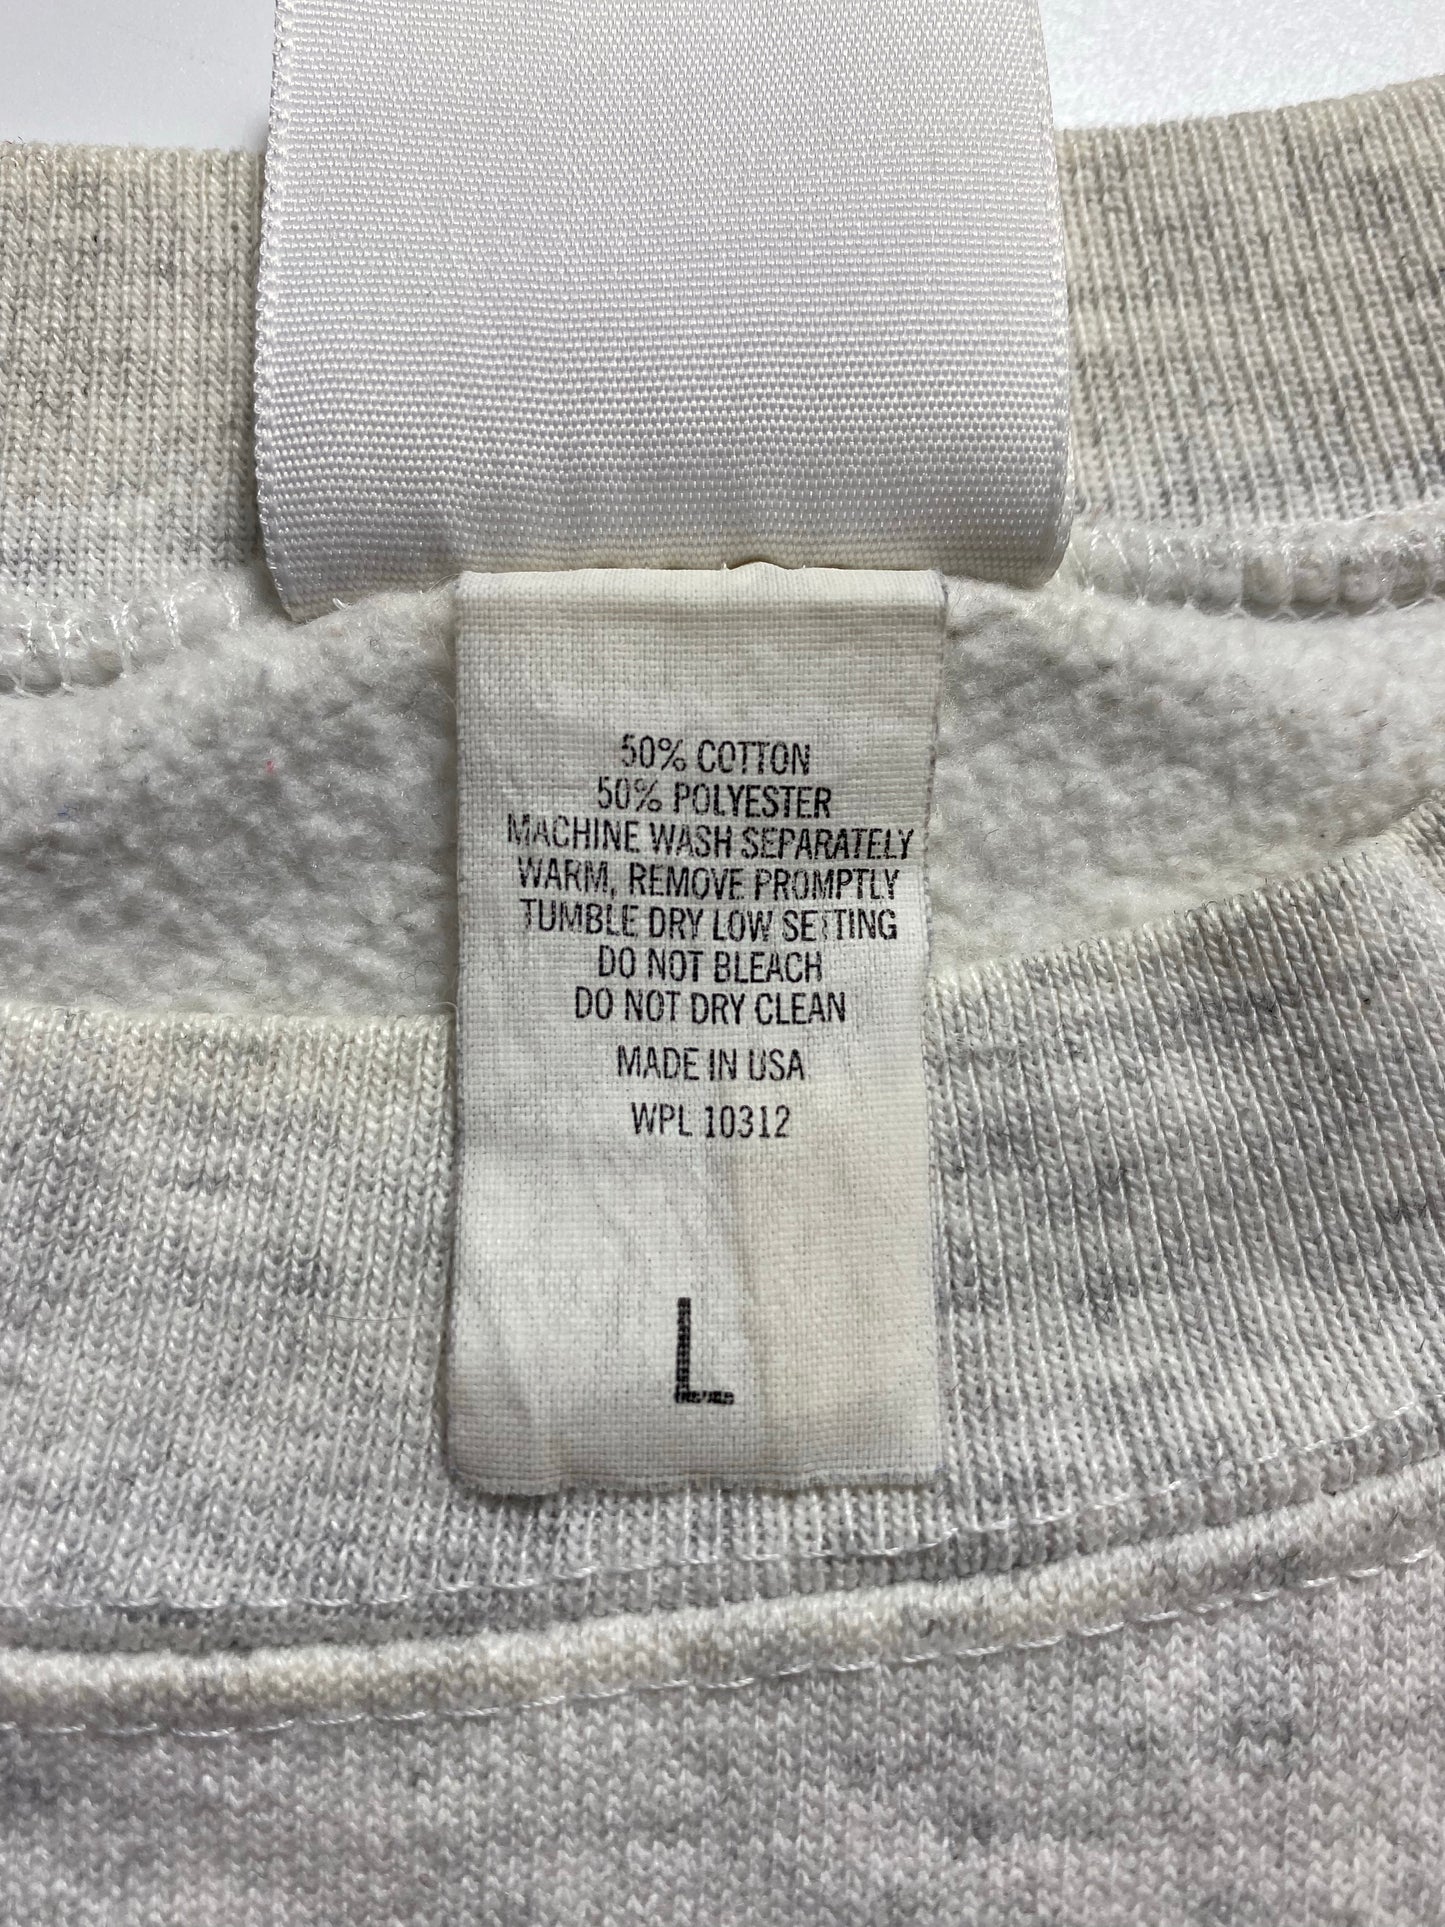 50% COTTON
50% POLYESTER
MACHINE WASH SEPARATELY
WARM, REMOVE PROMPTLY
TUMBLE DRY LOW SETTING
DO NOT BLEACH
DO NOT DRY CLEAN
MADE IN USA
WPL 10312
L